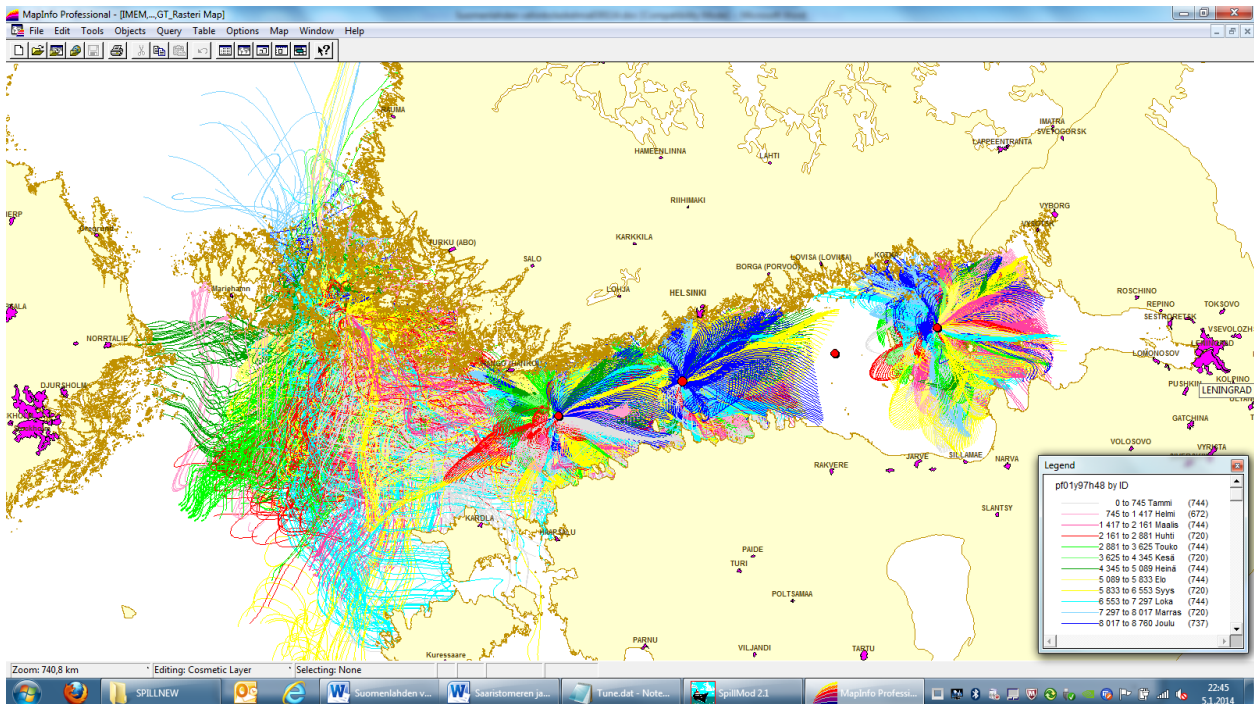 MapInfo Professional - [IMEM,...,GT_Rasteri Map]
File Edit Tools Objects Query Table Options Map Window Help
RAUMA
IMATRA
SVETOGORSK
LAPPEENTRANTA
HAMEENLINNA
LAHTI
RIIHIMAKI
VYBORG
TURKU (ABO)
KARKKILA
SALO
LOVISA (LOVIISA)
KOTKA
BORGA (PORVOO)
Mariehamn
LOHJA
HELSINKI
ROSCHINO
REPINO
TOKSOVO
SESTRORETSK
VSEVOLOZH
NORRTALJE
LENINGRAD
LOMONOSOV
DJURSHOLM
PUSHKIN
KOLPINO
LENINGRAD
GATCHINA
VOLOSOVO
VYRITSA
RAKVERE
JARVE
SILLAMAE
NARVA
SLANTSY
KARDLA
HAAPSALU
PAIDE
TURI
POLTSAMAA
PARNU
VILJANDI
TARTU
Kuressaare
Legend
pf01y97h48 by ID
0 to 745 Tammi (744)
745 to 1 417 Helmi (672)
1 417 to 2 161 Maalis (744)
2 161 to 2 881 Huhti (720)
2 881 to 3 625 Touko (744)
3 625 to 4 345 Kesä (720)
4 345 to 5 089 Heinä (744)
5 089 to 5 833 Elo (744)
5 833 to 6 553 Syys (720)
6 553 to 7 297 Loka (744)
7 297 to 8 017 Marras (720)
8 017 to 8 760 Joulu (737)
Zoom: 740,8 km Editing: Cosmetic Layer Selecting: None
SPILLNEW
Suomenlahden v...
Saaristomeren ja...
Tune.dat - Note...
SpillMod 2.1
MapInfo Professi...
22:45
5.1.2014